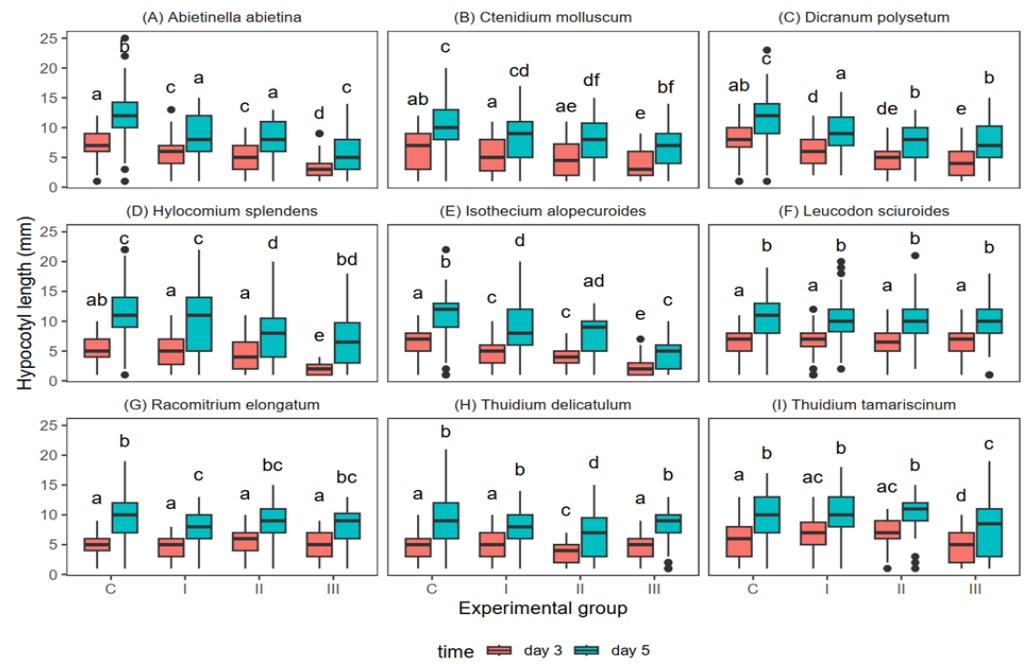 (A) Abietinella abietina (B) Ctenidium molluscum (C) Dicranum polysetum
25
20
15
10
5
0
a b c a c a d c
ab c a cd ae df e bf
ab c d a de b e b
(D) Hylocomium splendens (E) Isothecium alopecuroides (F) Leucodon sciuroides
Hypocotyl length (mm)
25
20
15
10
5
0
ab c a c a d e bd
a b c d c ad e c
a b a b a b a b
(G) Racomitrium elongatum (H) Thuidium delicatulum (I) Thuidium tamariscinum
25
20
15
10
5
0
a b a c a bc a bc
a b a b c d a b
a b ac b ac b d c
C I II III C I II III C I II III
Experimental group
time day 3 day 5